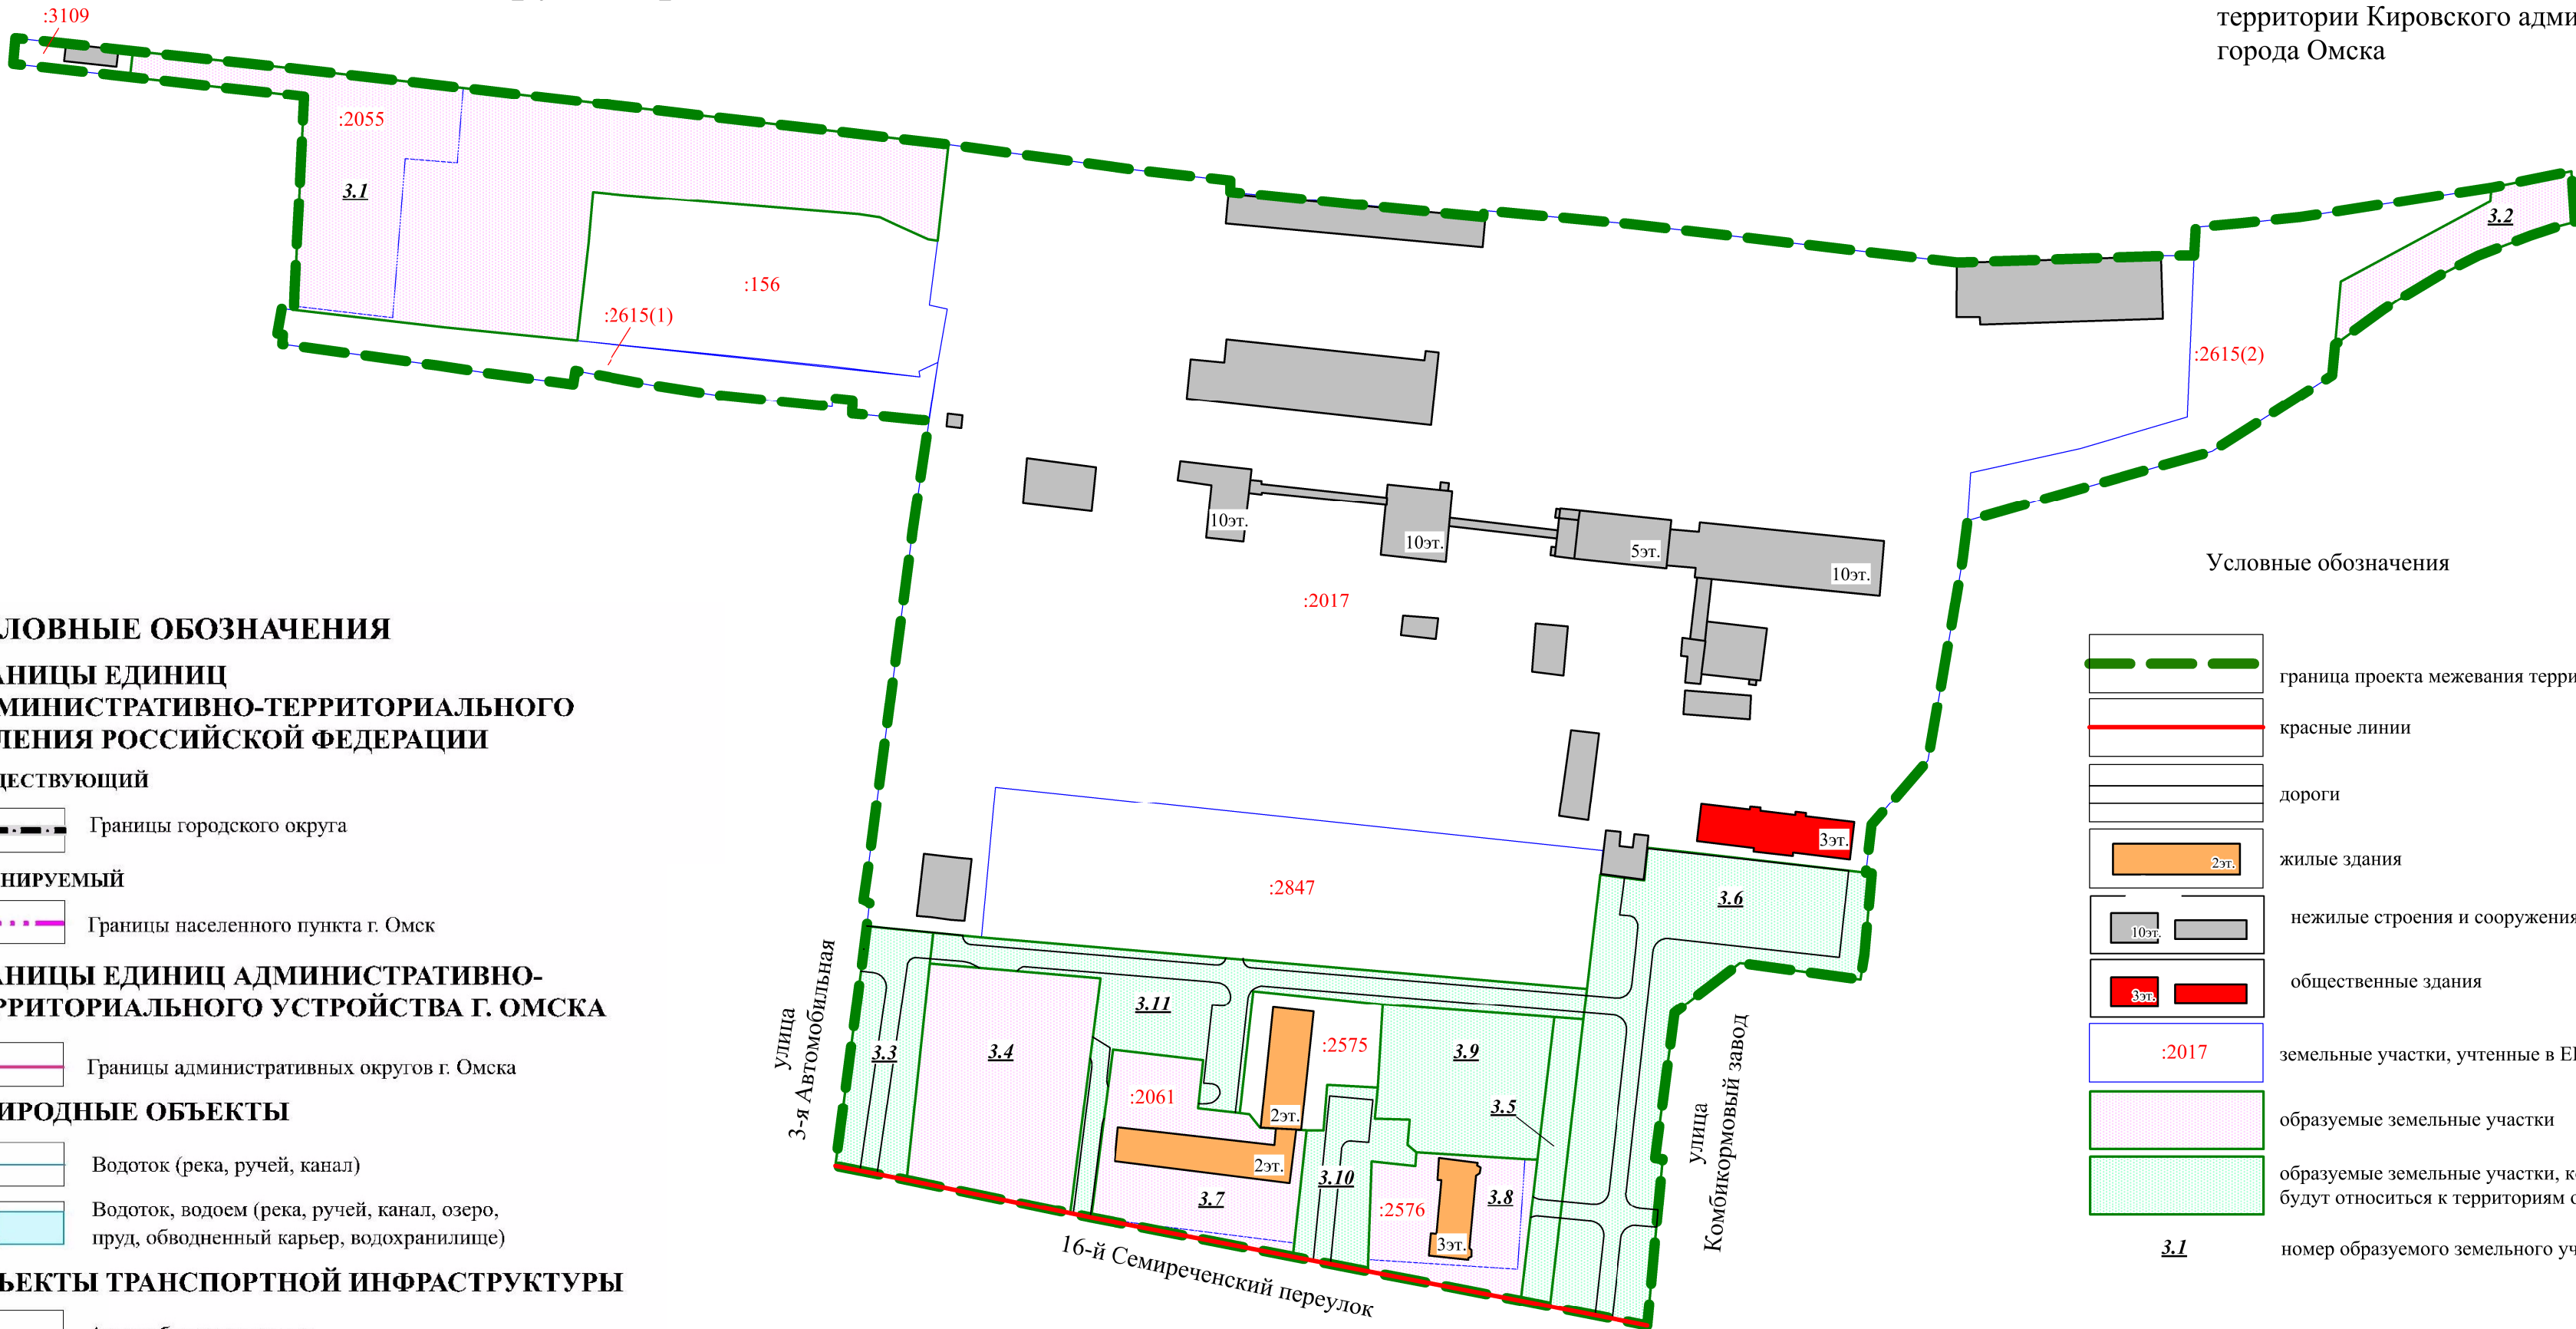 территории Кировского
города Омска
:3109
:2055
3.1
:156
:2615(1)
3.2
:2615(2)
10эт.
10эт.
5эт.
10эт.
:2017
3эт.
:2847
3.6
улица
3-я Автомобильная
3.3
3.4
3.11
:2575
3.9
3.5
:2061
2эт.
2эт.
3.7
3.10
:2576
3.8
3эт.
улица
Комбикормовый завод
16-й Семиреченский переулок
ЛОВНЫЕ ОБОЗНАЧЕНИЯ
АНИЦЫ ЕДИНИЦ
МИНИСТРАТИВНО-ТЕРРИТОРИАЛЬНОГО
ЛЕНИЯ РОССИЙСКОЙ ФЕДЕРАЦИИ
ЩЕСТВУЮЩИЙ
Границы городского округа
НИРУЕМЫЙ
Границы населенного пункта г. Омск
АНИЦЫ ЕДИНИЦ АДМИНИСТРАТИВНО-
РРИТОРИАЛЬНОГО УСТРОЙСТВА Г. ОМСКА
Границы административных округов г. Омска
ИРОДНЫЕ ОБЪЕКТЫ
Водоток (река, ручей, канал)
Водоток, водоем (река, ручей, канал, озеро,
пруд, обводненный карьер, водохранилище)
ЪЕКТЫ ТРАНСПОРТНОЙ ИНФРАСТРУКТУРЫ
Условные обозначения
граница проекта межевания терри
красные линии
дороги
2эт.
жилые здания
10эт.
нежилые строения и сооружения
3эт.
общественные здания
:2017
земельные участки, учтенные в
образуемые земельные участки
образуемые земельные участки,
будут относиться к территориям
3.1
номер образуемого земельного уч